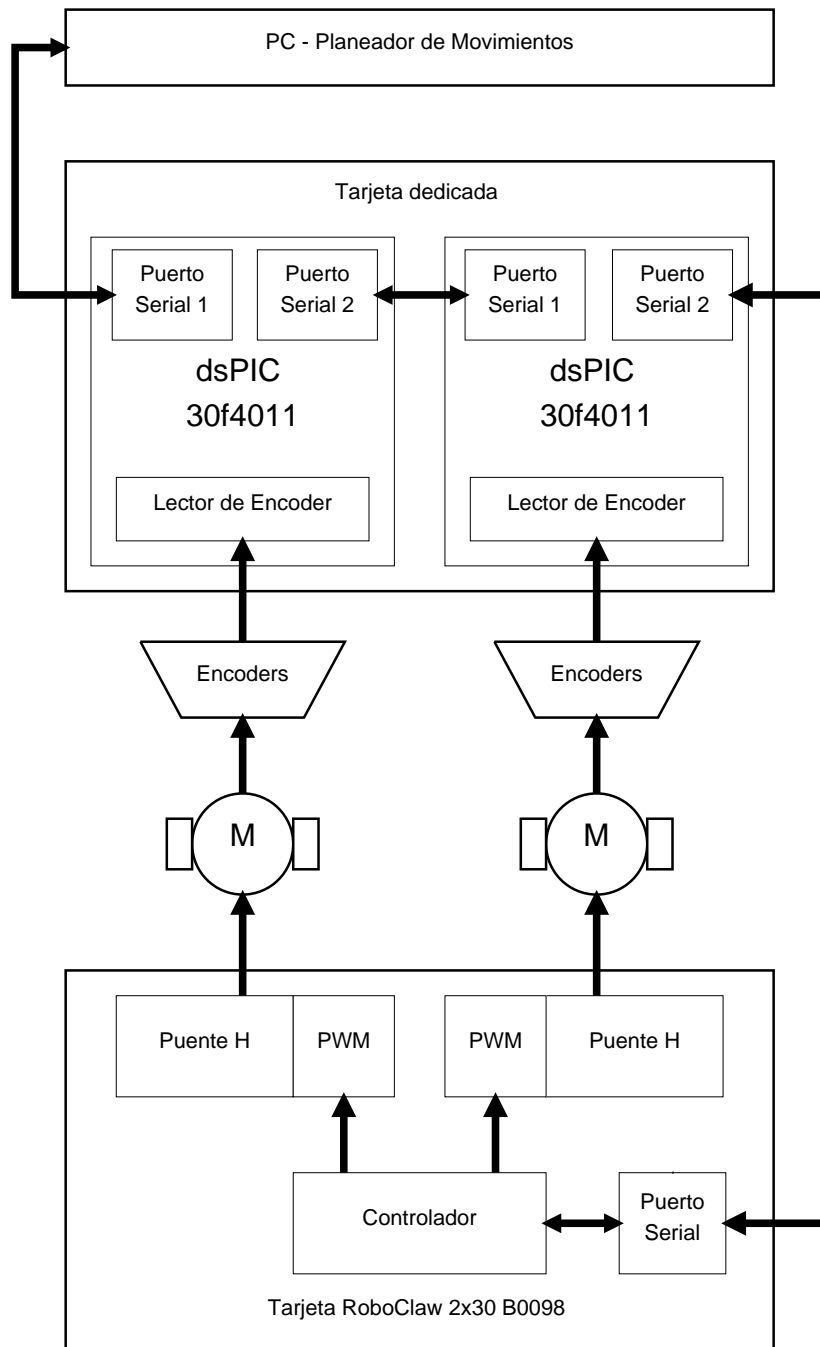 PC - Planeador de Movimientos
Tarjeta dedicada
Puerto
Serial 1
Puerto
Serial 2
Puerto
Serial 1
Puerto
Serial 2
dsPIC
30f4011
dsPIC
30f4011
Lector de Encoder
Lector de Encoder
Encoders
Encoders
M
M
Puente H
PWM
PWM
Puente H
Controlador
Puerto
Serial
Tarjeta RoboClaw 2x30 B0098